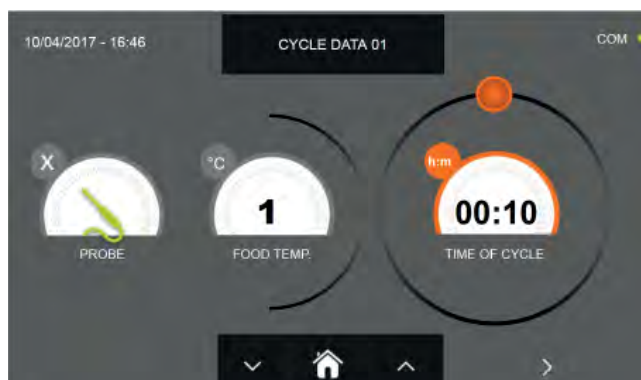 10/04/2017 - 16:46
CYCLE DATA 01
COM
X
°C
h:m
1
00:10
PROBE
FOOD TEMP.
TIME OF CYCLE